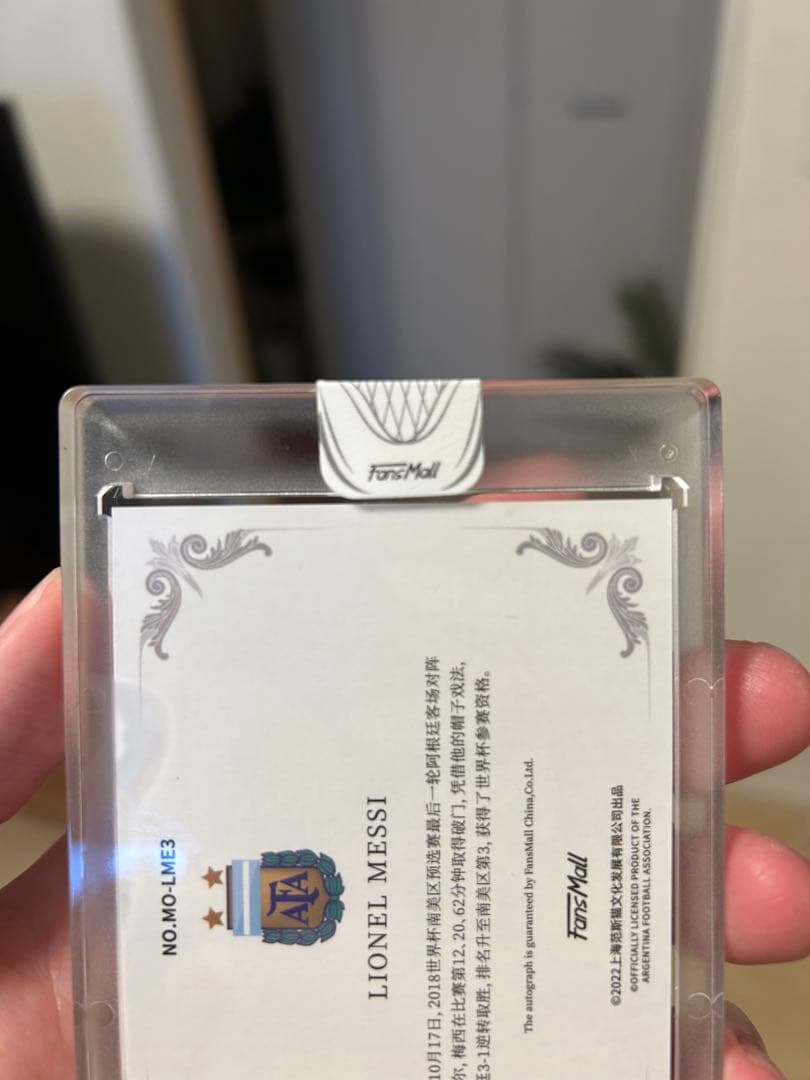 FansMall
NO.MO-LME3
AFA
LIONEL MESSI
10月17日, 2018世界杯南美区预选赛最后一轮阿根廷客场对阵
尔, 梅西在比赛第12、20、62分钟取得破门, 凭借他的帽子戏法,
廷3-1逆转取胜, 排名升至南美区第3, 获得了世界杯参赛资格。
The autograph is guaranteed by FansMall China,Co.Ltd.
FansMall
©2022上海范斯猫文化发展有限公司出品
©OFFICIALLY LICENSED PRODUCT OF THE
ARGENTINA FOOTBALL ASSOCIATION.